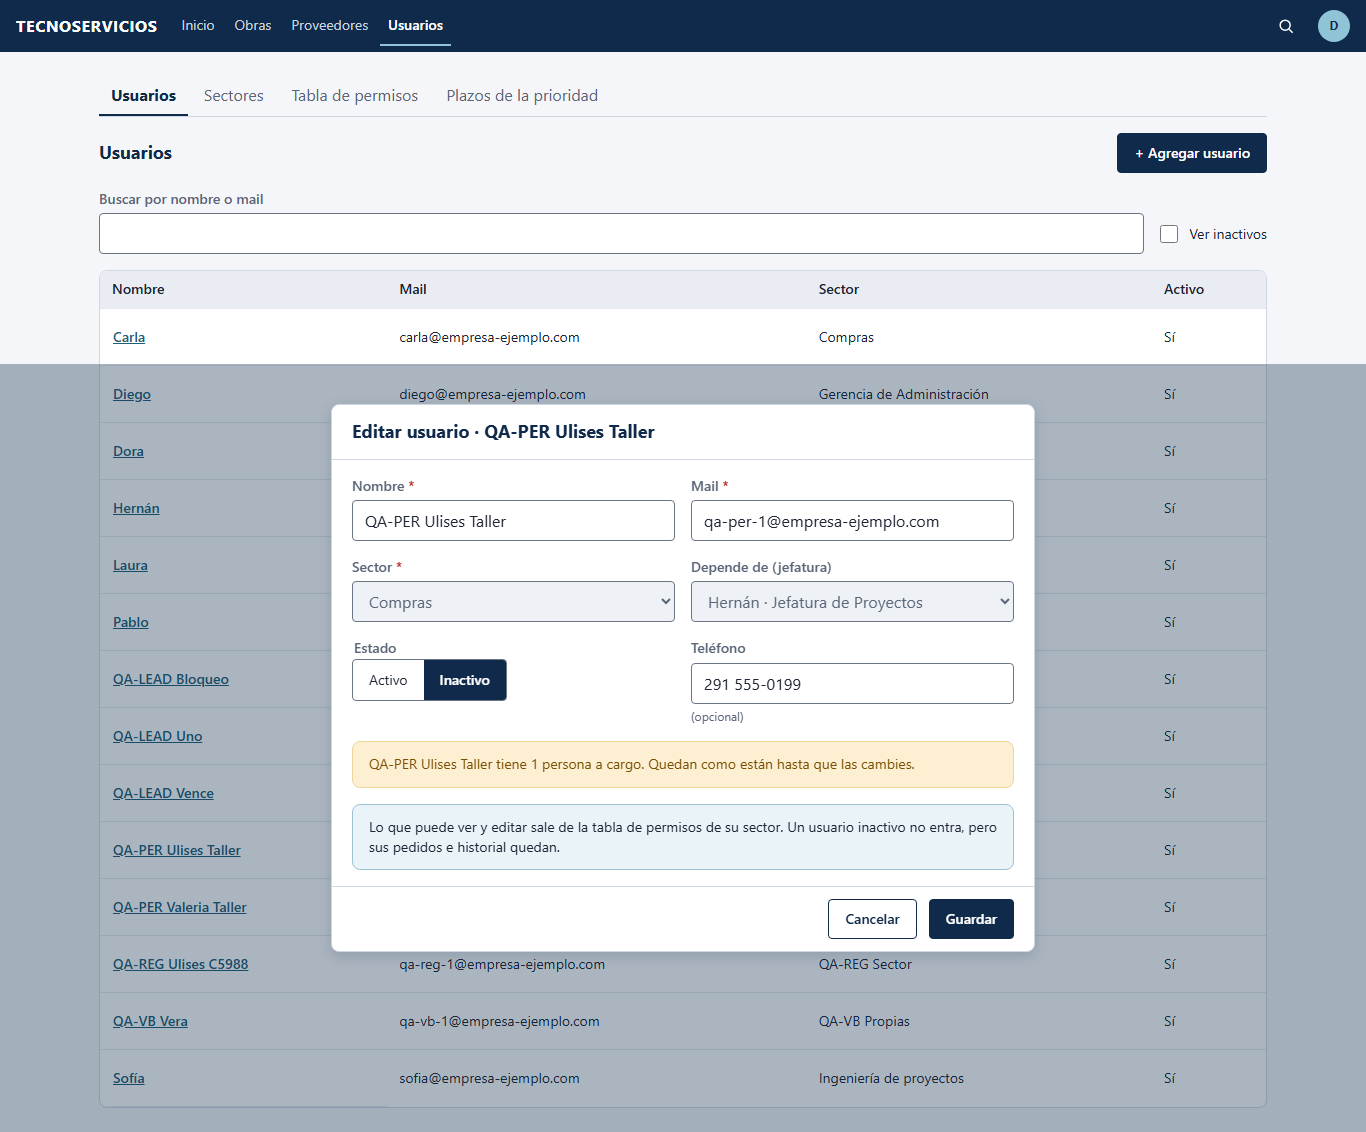 TECNOSERVICIOS Inicio Obras Proveedores Usuarios D
Usuarios Sectores Tabla de permisos Plazos de la prioridad
Usuarios
+ Agregar usuario
Buscar por nombre o mail
Ver inactivos
Nombre Mail Sector Activo
Carla carla@empresa-ejemplo.com Compras Sí
Diego diego@empresa-ejemplo.com Gerencia de Administración Sí
Dora Sí
Hernán Sí
Laura Sí
Pablo Sí
QA-LEAD Bloqueo Sí
QA-LEAD Uno Sí
QA-LEAD Vence Sí
QA-PER Ulises Taller Sí
QA-PER Valeria Taller Sí
QA-REG Ulises C5988 qa-reg-1@empresa-ejemplo.com QA-REG Sector Sí
QA-VB Vera qa-vb-1@empresa-ejemplo.com QA-VB Propias Sí
Sofía sofia@empresa-ejemplo.com Ingeniería de proyectos Sí
Editar usuario · QA-PER Ulises Taller
Nombre * Mail *
QA-PER Ulises Taller qa-per-1@empresa-ejemplo.com
Sector * Depende de (jefatura)
Compras Hernán · Jefatura de Proyectos
Estado Teléfono
Activo Inactivo 291 555-0199
(opcional)
QA-PER Ulises Taller tiene 1 persona a cargo. Quedan como están hasta que las cambies.
Lo que puede ver y editar sale de la tabla de permisos de su sector. Un usuario inactivo no entra, pero
sus pedidos e historial quedan.
Cancelar Guardar